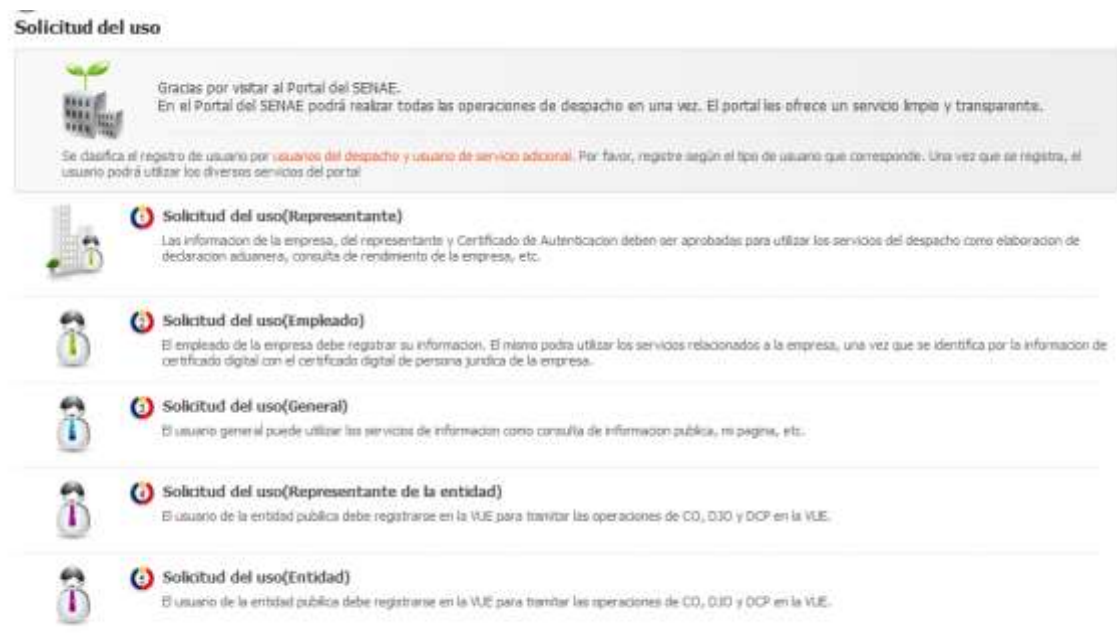 Solicitud del uso
Gracias por visitar al Portal del SENAE.
En el Portal del SENAE podrá realizar todas las operaciones de despacho en una vez. El portal les ofrece un servicio limpio y transparente.
Se clasifica el registro de usuario por usuarios del despacho y usuario de servicio adicional. Por favor, registre según el tipo de usuario que corresponde. Una vez que se registra, el
usuario podrá utilizar los diversos servicios del portal
1 Solicitud del uso(Representante)
Las informacion de la empresa, del representante y Certificado de Autenticacion deben ser aprobadas para utilizar los servicios del despacho como elaboracion de
declaracion aduanera, consulta de rendimiento de la empresa, etc.
2 Solicitud del uso(Empleado)
El empleado de la empresa debe registrar su informacion. El mismo podra utilizar los servicios relacionados a la empresa, una vez que se identifica por la informacion de
certificado digital con el certificado digital de persona juridica de la empresa.
3 Solicitud del uso(General)
El usuario general puede utilizar los servicios de informacion como consulta de informacion publica, mi pagina, etc.
4 Solicitud del uso(Representante de la entidad)
El usuario de la entidad publica debe registrarse en la VUE para tramitar las operaciones de CO, DJO y DCP en la VUE.
5 Solicitud del uso(Entidad)
El usuario de la entidad publica debe registrarse en la VUE para tramitar las operaciones de CO, DJO y DCP en la VUE.